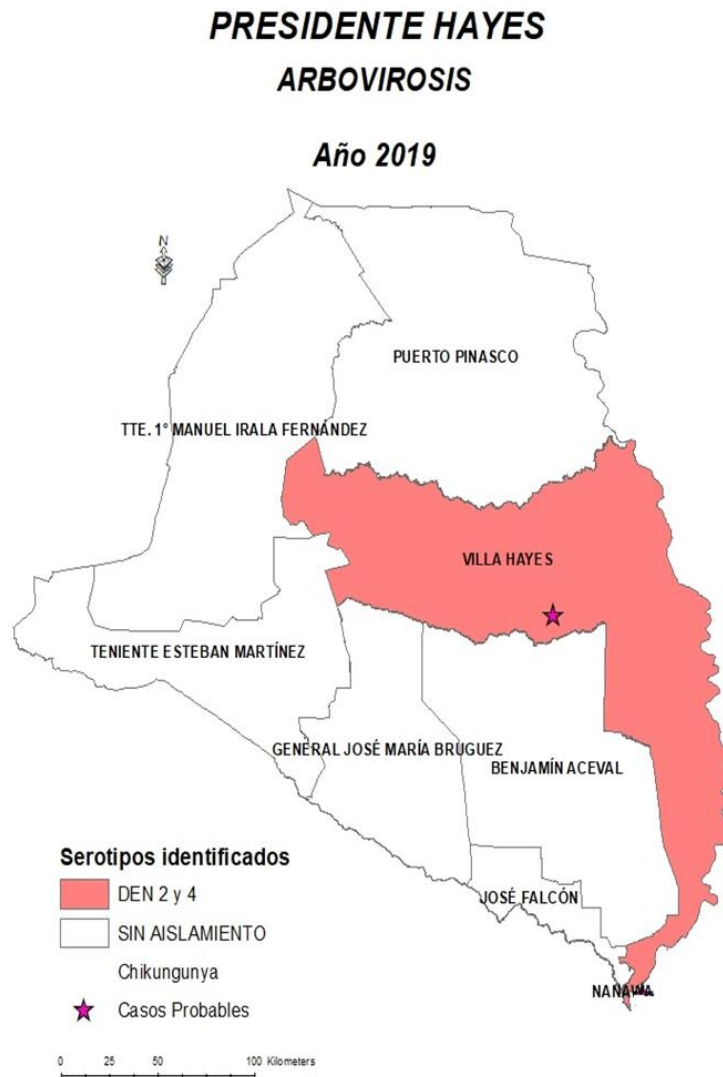 PRESIDENTE HAYES
ARBOVIROSIS
Año 2019
N
PUERTO PINASCO
TTE. 1° MANUEL IRALA FERNÁNDEZ
VILLA HAYES
TENIENTE ESTEBAN MARTÍNEZ
GENERAL JOSÉ MARÍA BRUGUEZ
BENJAMÍN ACEVAL
JOSÉ FALCÓN
NANAWA
Serotipos identificados
DEN 2 y 4
SIN AISLAMIENTO
Chikungunya
Casos Probables
0 25 50 100 Kilometers